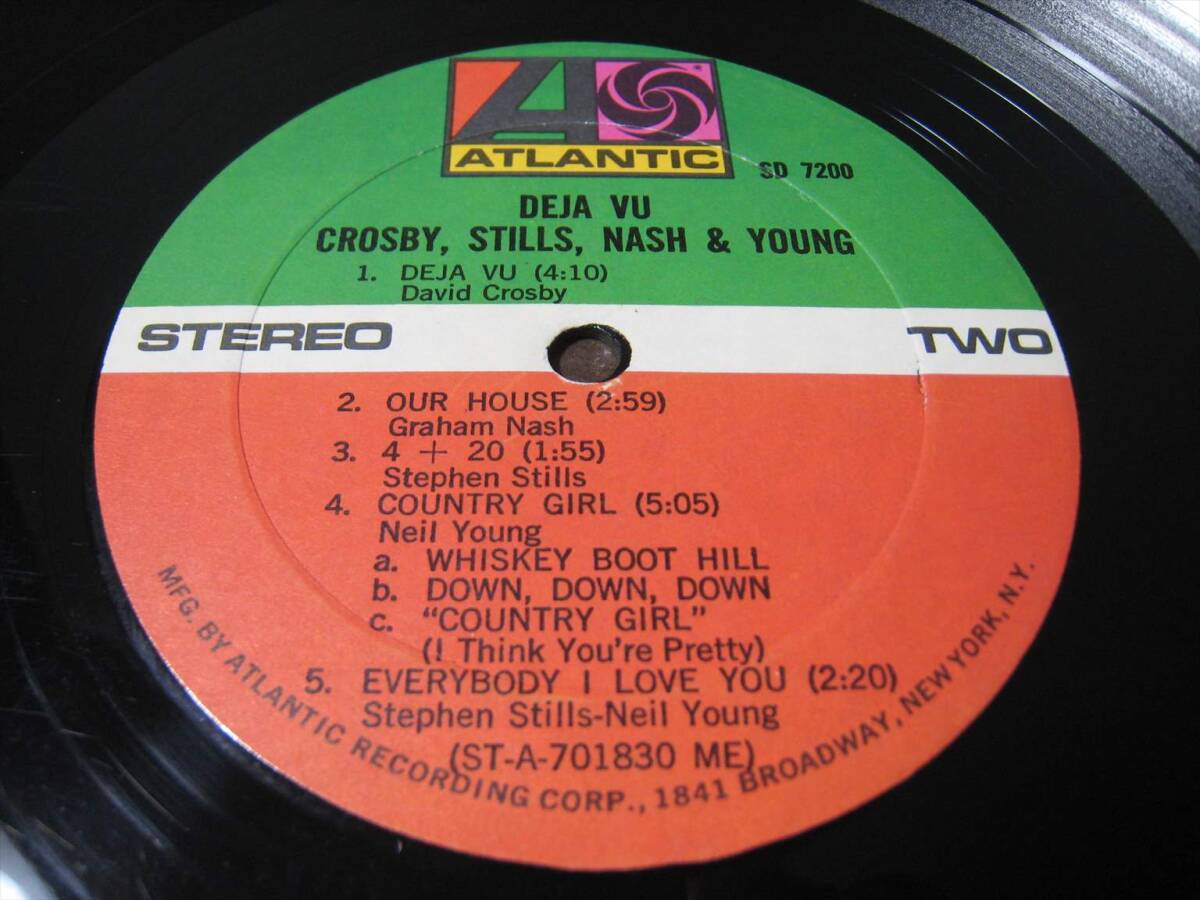 ATLANTIC
SD 7200
DEJA VU
CROSBY, STILLS, NASH & YOUNG
1. DEJA VU (4:10)
David Crosby
STEREO
TWO
2. OUR HOUSE (2:59)
Graham Nash
3. 4 + 20 (1:55)
Stephen Stills
4. COUNTRY GIRL (5:05)
Neil Young
a. WHISKEY BOOT HILL
b. DOWN, DOWN, DOWN
c. "COUNTRY GIRL"
(I Think You're Pretty)
5. EVERYBODY I LOVE YOU (2:20)
Stephen Stills-Neil Young
(ST-A-701830 ME)
MFG. BY ATLANTIC RECORDING CORP., 1841 BROADWAY, NEW YORK, N.Y.